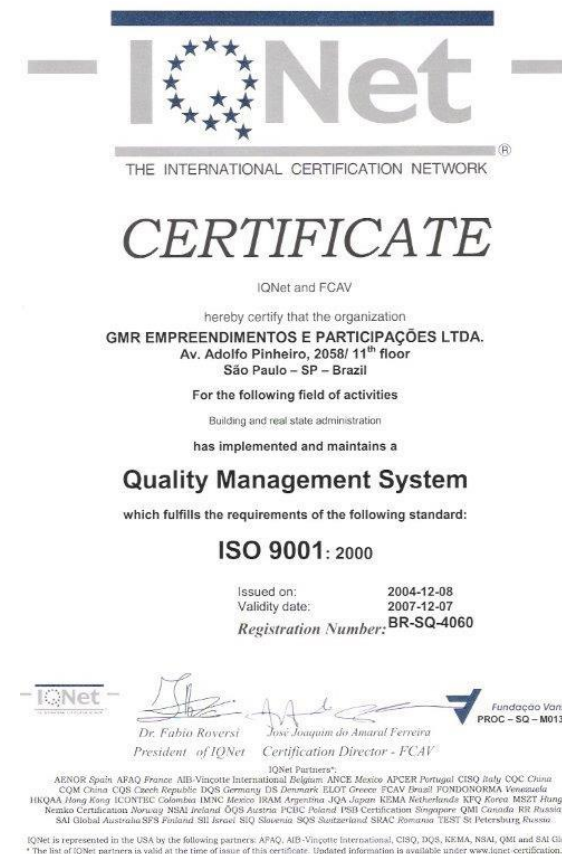 IQNet
®
THE INTERNATIONAL CERTIFICATION NETWORK
CERTIFICATE
IQNet and FCAV
hereby certify that the organization
GMR EMPREENDIMENTOS E PARTICIPAÇÕES LTDA.
Av. Adolfo Pinheiro, 2058/ 11th floor
São Paulo – SP – Brazil
For the following field of activities
Building and real state administration
has implemented and maintains a
Quality Management System
which fulfills the requirements of the following standard:
ISO 9001: 2000
Issued on: 2004-12-08
Validity date: 2007-12-07
Registration Number: BR-SQ-4060
IQNet
Fundação Van
PROC – SQ – M013
Dr. Fabio Roversi José Joaquim do Amaral Ferreira
President of IQNet Certification Director - FCAV
IQNet Partners*:
AENOR Spain AFAQ France AIB-Vinçotte International Belgium ANCE Mexico APCER Portugal CISQ Italy CQC China
CQM China CQS Czech Republic DQS Germany DS Denmark ELOT Greece FCAV Brazil FONDONORMA Venezuela
HKQAA Hong Kong ICONTEC Colombia IMNC Mexico IRAM Argentina JQA Japan KEMA Netherlands KFQ Korea MSZT Hung
Nemko Certification Norway NSAI Ireland ÖQS Austria PCBC Poland PSB Certification Singapore QMI Canada RR Russia
SAI Global Australia SFS Finland SII Israel SIQ Slovenia SQS Switzerland SRAC Romania TEST St Petersburg Russia
IQNet is represented in the USA by the following partners: AFAQ, AIB-Vinçotte International, CISQ, DQS, KEMA, NSAI, QMI and SAI Glo
* The list of IQNet partners is valid at the time of issue of this certificate. Updated information is available under www.iqnet-certification.